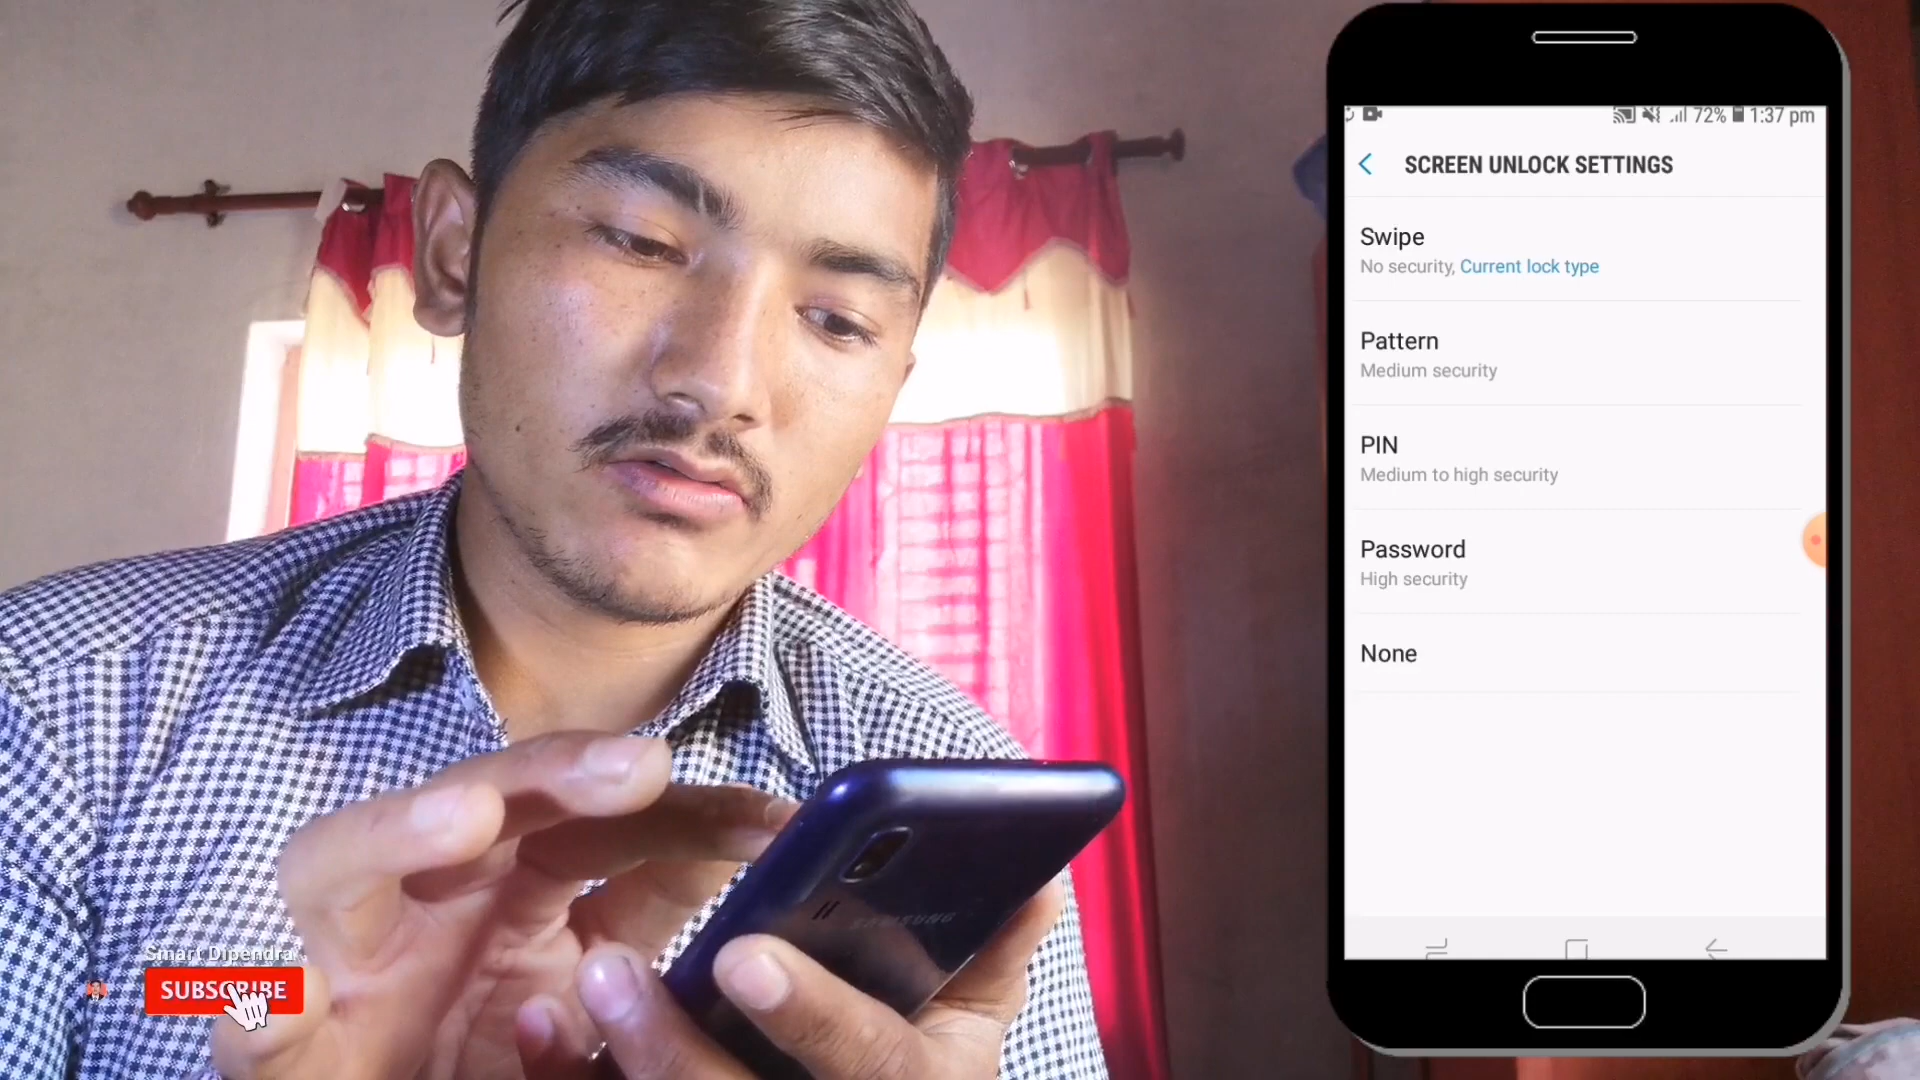 72% 1:37 pm
SCREEN UNLOCK SETTINGS
Swipe
No security, Current lock type
Pattern
Medium security
PIN
Medium to high security
Password
High security
None
SAMSUNG
Smart Dipendra
SUBSCRIBE